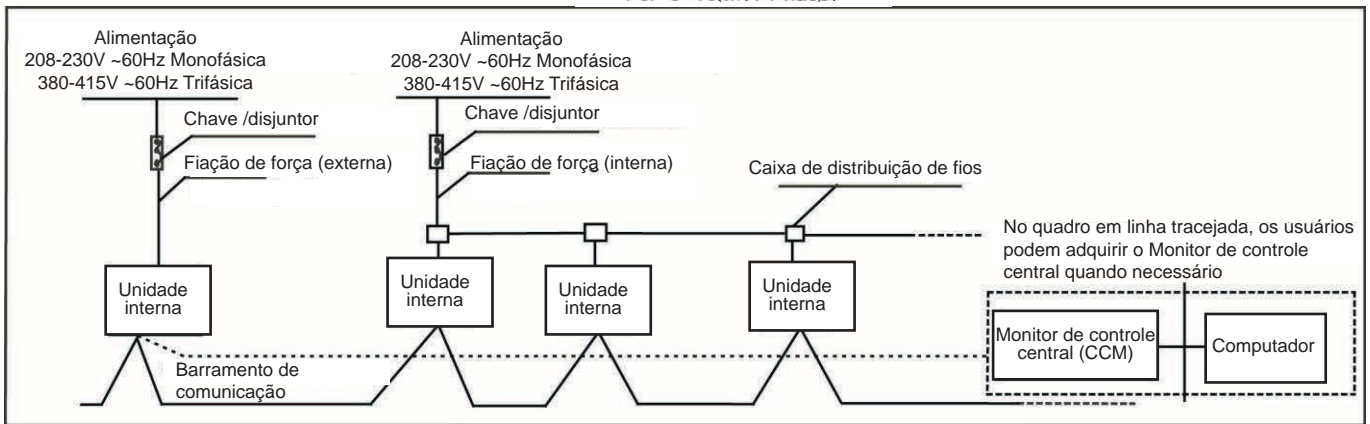 Alimentação
208-230V ~60Hz Monofásica
380-415V ~60Hz Trifásica
Chave /disjuntor
Fiação de força (externa)
Alimentação
208-230V ~60Hz Monofásica
380-415V ~60Hz Trifásica
Chave /disjuntor
Fiação de força (interna)
Caixa de distribuição de fios
No quadro em linha tracejada, os usuários
podem adquirir o Monitor de controle
central quando necessário
Unidade
interna
Unidade
interna
Unidade
interna
Unidade
interna
Monitor de controle
central (CCM)
Computador
Barramento de
comunicação